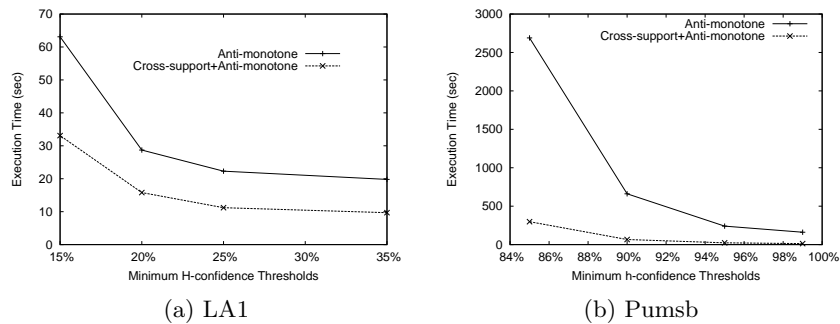 70
60
50
40
30
20
10
0
Execution Time (sec)
Anti-monotone
Cross-support+Anti-monotone
15% 20% 25% 30% 35%
Minimum H-confidence Thresholds
(a) LA1
3000
2500
2000
1500
1000
500
0
Execution Time (sec)
Anti-monotone
Cross-support+Anti-monotone
84% 86% 88% 90% 92% 94% 96% 98% 100%
Minimum h-confidence Thresholds
(b) Pumsb